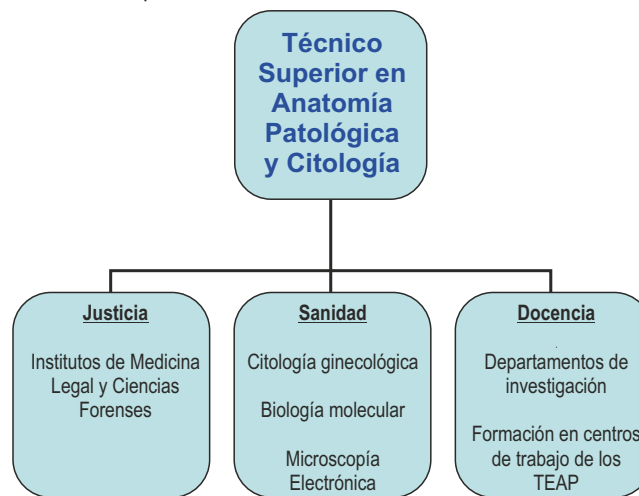 Técnico
Superior en
Anatomía
Patológica
y Citología
Justicia
Institutos de Medicina
Legal y Ciencias
Forenses
Sanidad
Citología ginecológica
Biología molecular
Microscopía
Electrónica
Docencia
Departamentos de
investigación
Formación en centros
de trabajo de los
TEAP